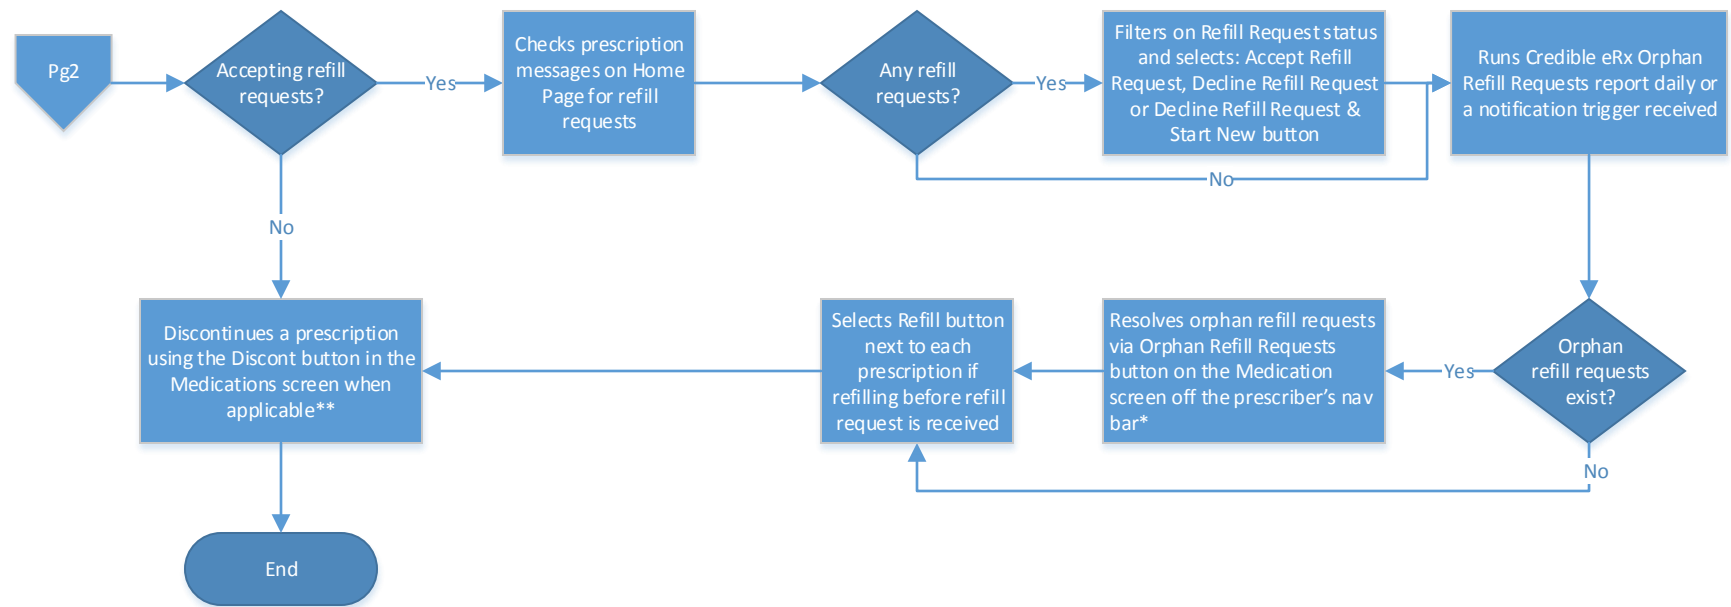 Pg2
Accepting refill
requests?
Yes
Checks prescription
messages on Home
Page for refill
requests
Any refill
requests?
Yes
Filters on Refill Request status
and selects: Accept Refill
Request, Decline Refill Request
or Decline Refill Request &
Start New button
Runs Credible eRx Orphan
Refill Requests report daily or
a notification trigger received
No
No
Orphan
refill requests
exist?
Yes
Resolves orphan refill requests
via Orphan Refill Requests
button on the Medication
screen off the prescriber's nav
bar*
No
Selects Refill button
next to each
prescription if
refilling before refill
request is received
Discontinues a prescription
using the Discont button in the
Medications screen when
applicable**
End